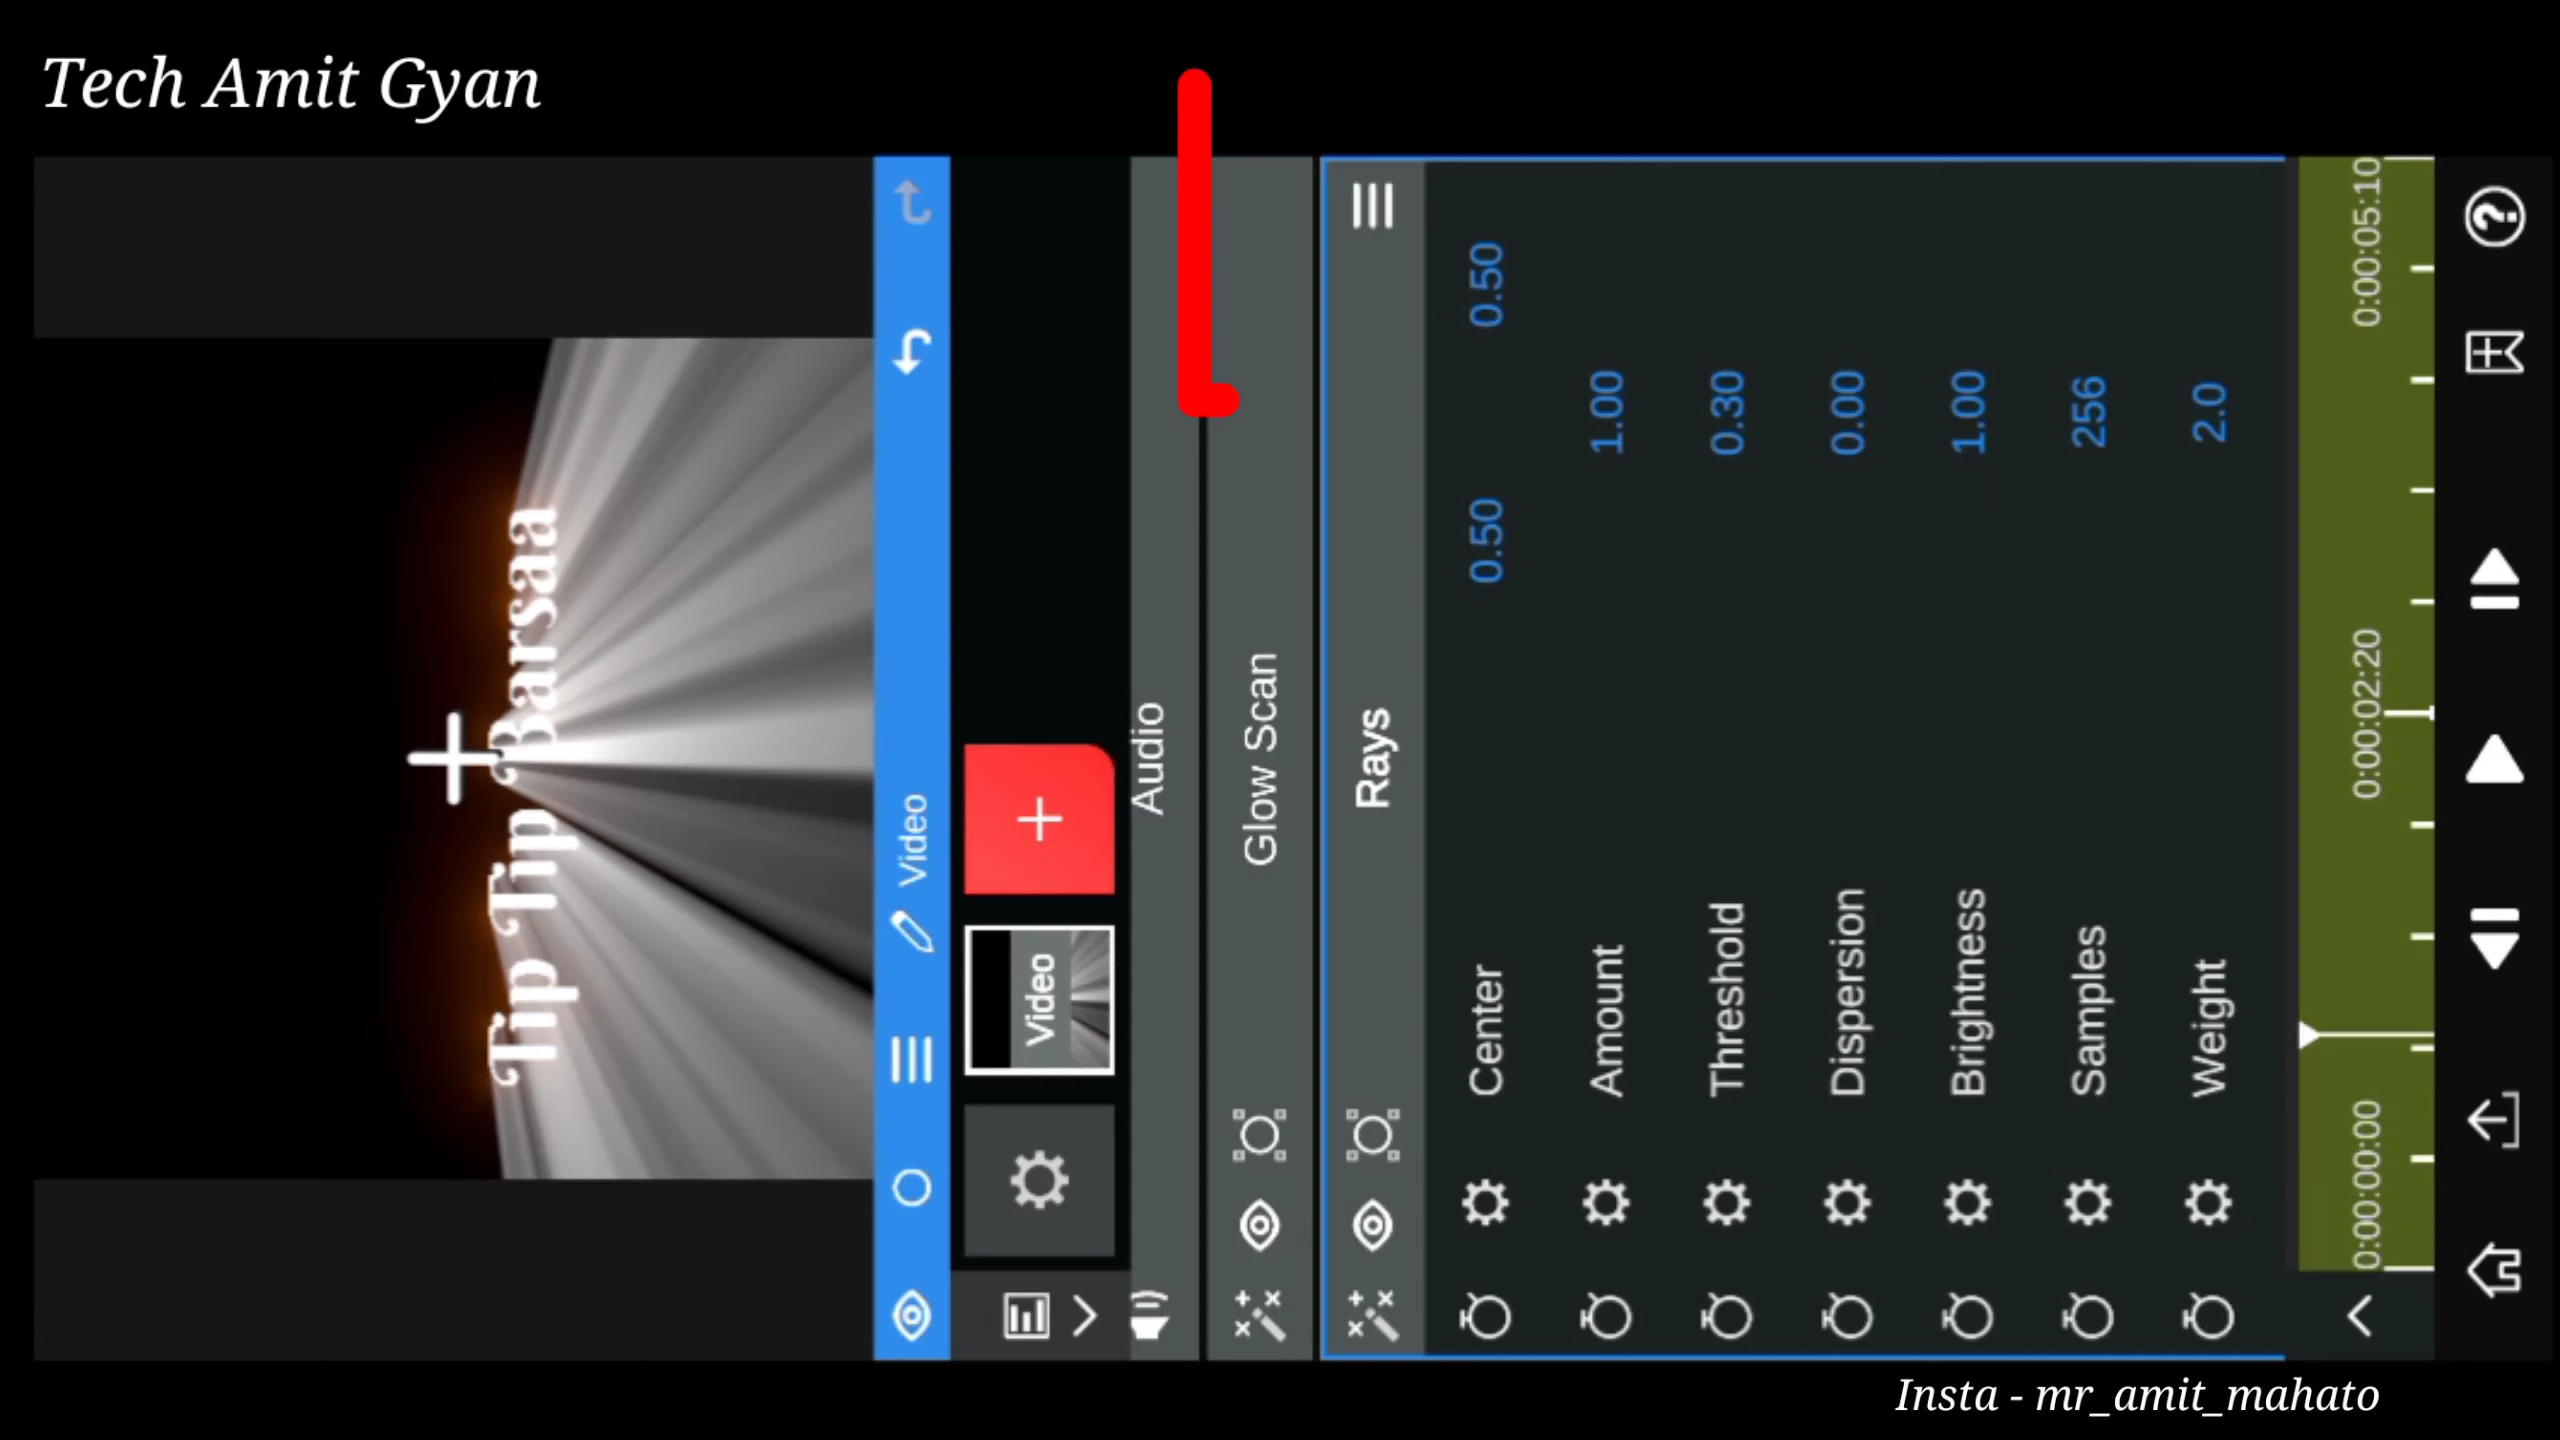 Tech Amit Gyan
Tip Tip Barsaa
Video
Video
Audio
Glow Scan
Rays
Center 0.50 0.50
Amount 1.00
Threshold 0.30
Dispersion 0.00
Brightness 1.00
Samples 256
Weight 2.0
0:00:00:00 0:00:02:20 0:00:05:10
Insta - mr_amit_mahato